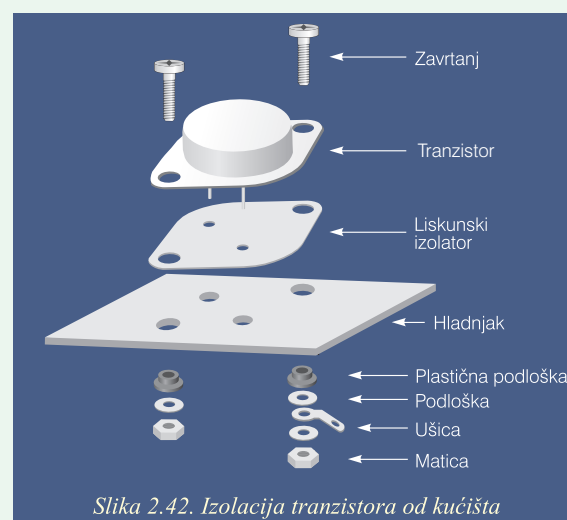 Zavrtanj
Tranzistor
Liskunski
izolator
Hladnjak
Plastična podloška
Podloška
Ušica
Matica
Slika 2.42. Izolacija tranzistora od kućišta